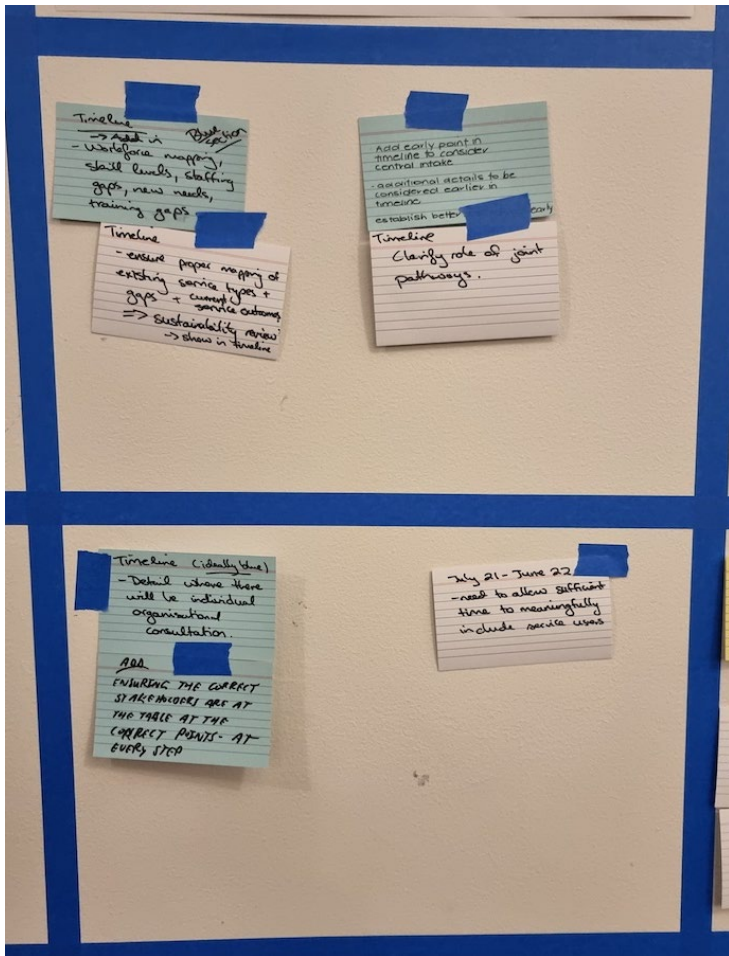 Timeline
→ Add in Blue section
- Workforce mapping,
skill levels, staffing
gaps, new needs,
training gaps
Timeline
- ensure proper mapping of
existing service types +
gaps + current service outcomes
=> sustainability review
→ show in timeline
Add early point in
timeline to consider
central intake
- additional details to be
considered earlier in
timeline
establish better early
Timeline
Clarify role of joint
pathways.
Timeline (ideally blue)
- Detail where there
will be individual
organisational
consultation.
ADD
ENSURING THE CORRECT
STAKEHOLDERS ARE AT
THE TABLE AT THE
CORRECT POINTS - AT
EVERY STEP
July 21 - June 22
- need to allow sufficient
time to meaningfully
include service users